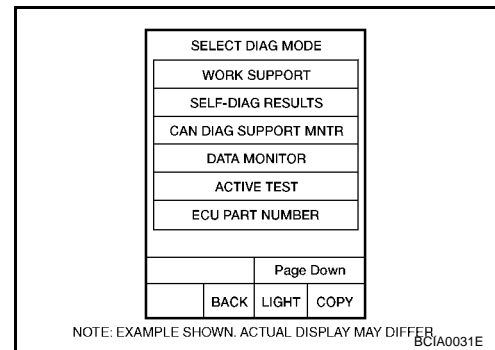 SELECT DIAG MODE
WORK SUPPORT
SELF-DIAG RESULTS
CAN DIAG SUPPORT MNTR
DATA MONITOR
ACTIVE TEST
ECU PART NUMBER
Page Down
BACK LIGHT COPY
NOTE: EXAMPLE SHOWN. ACTUAL DISPLAY MAY DIFFER.
BCIA0031E